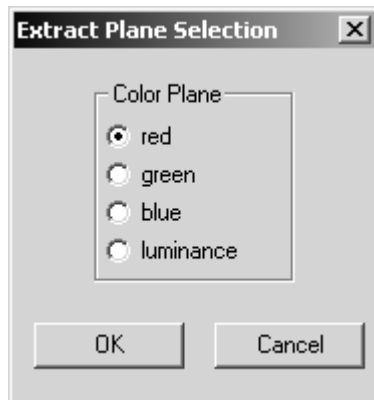 Extract Plane Selection
Color Plane
red
green
blue
luminance
OK Cancel